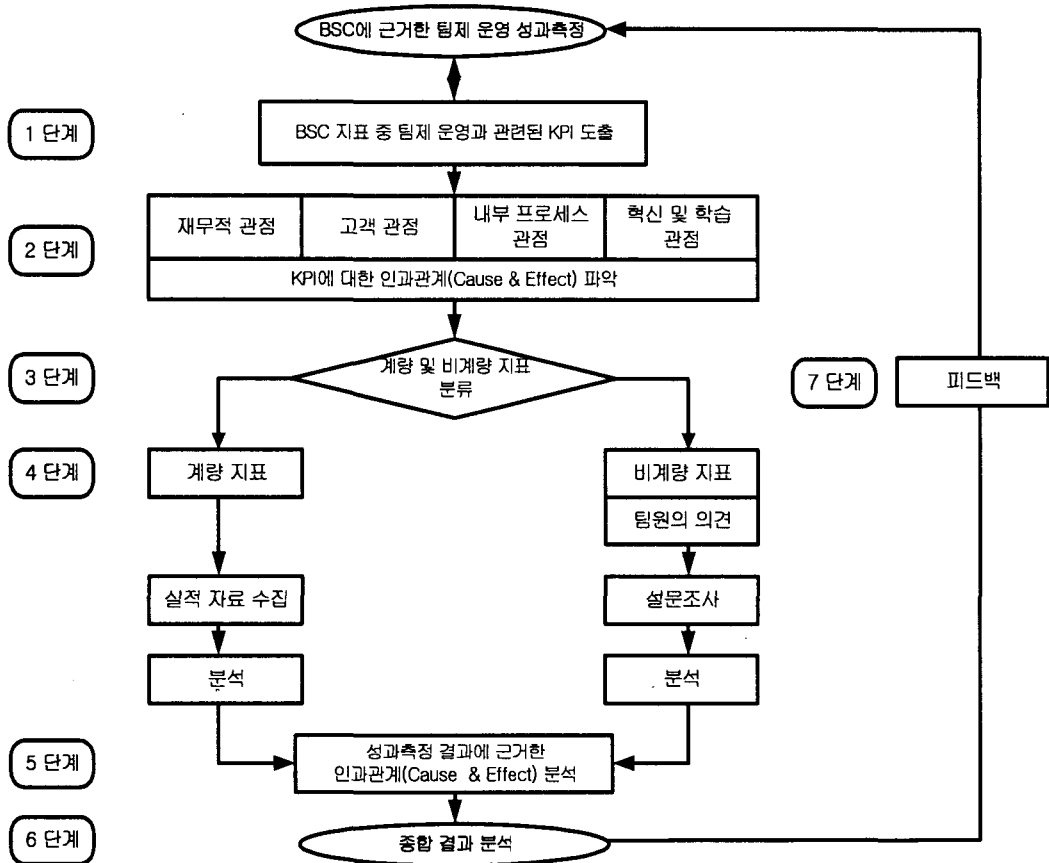 BSC에 근거한 팀제 운영 성과측정
1 단계
BSC 지표 중 팀제 운영과 관련된 KPI 도출
2 단계
재무적 관점
고객 관점
내부 프로세스
관점
혁신 및 학습
관점
KPI에 대한 인과관계(Cause & Effect) 파악
3 단계
계량 및 비계량 지표
분류
7 단계
피드백
4 단계
계량 지표
비계량 지표
팀원의 의견
실적 자료 수집
설문조사
분석
분석
5 단계
성과측정 결과에 근거한
인과관계(Cause & Effect) 분석
6 단계
종합 결과 분석